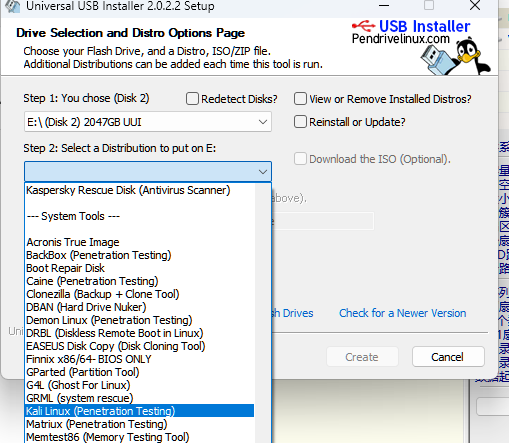 Universal USB Installer 2.0.2.2 Setup
Drive Selection and Distro Options Page
Choose your Flash Drive, and a Distro, ISO/ZIP file.
Additional Distributions can be added each time this tool is run.
USB Installer
Pendrivelinux.com
Step 1: You chose (Disk 2)
Redetect Disks?
View or Remove Installed Distros?
E:\ (Disk 2) 2047GB UUI
Reinstall or Update?
Step 2: Select a Distribution to put on E:
Download the ISO (Optional).
Kaspersky Rescue Disk (Antivirus Scanner)
above).
--- System Tools ---
Acronis True Image
BackBox (Penetration Testing)
Boot Repair Disk
Caine (Penetration Testing)
Clonezilla (Backup + Clone Tool)
DBAN (Hard Drive Nuker)
Demon Linux (Penetration Testing)
sh Drives
Check for a Newer Version
Uni
DRBL (Diskless Remote Boot in Linux)
EASEUS Disk Copy (Disk Cloning Tool)
Finnix x86/64- BIOS ONLY
GParted (Partition Tool)
Create
Cancel
G4L (Ghost For Linux)
GRML (system rescue)
Kali Linux (Penetration Testing)
Matriux (Penetration Testing)
Memtest86 (Memory Testing Tool)